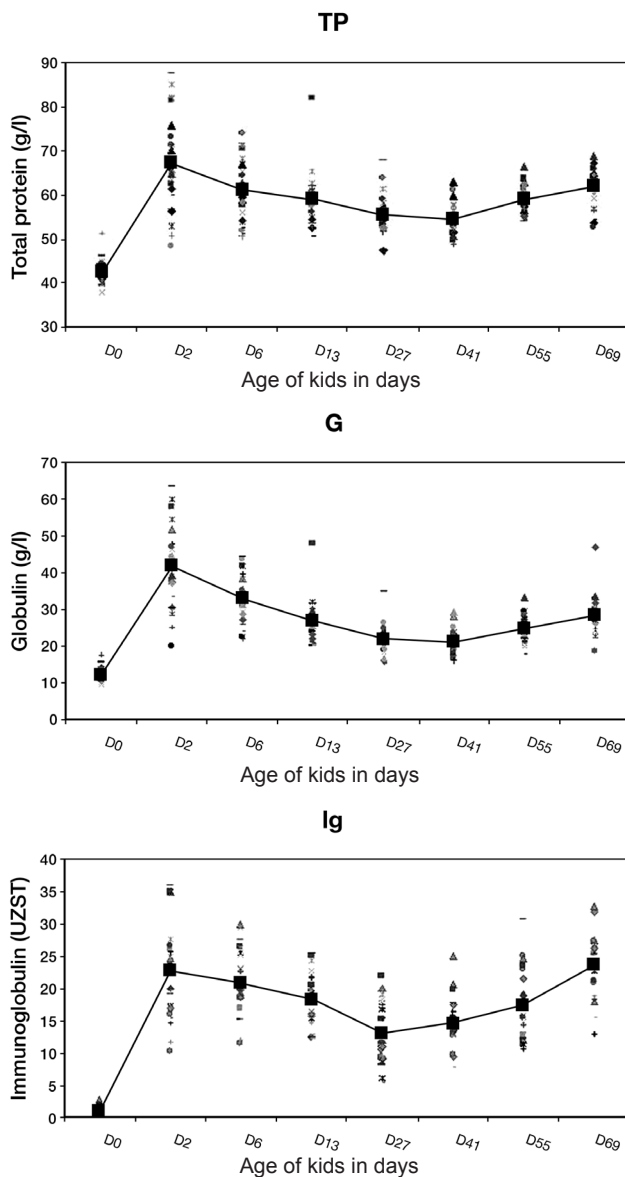 TP
Total protein (g/l)
90
80
70
60
50
40
30
D0 D2 D6 D13 D27 D41 D55 D69
Age of kids in days
G
Globulin (g/l)
70
60
50
40
30
20
10
0
D0 D2 D6 D13 D27 D41 D55 D69
Age of kids in days
Ig
Immunoglobulin (UZST)
40
35
30
25
20
15
10
5
0
D0 D2 D6 D13 D27 D41 D55 D69
Age of kids in days